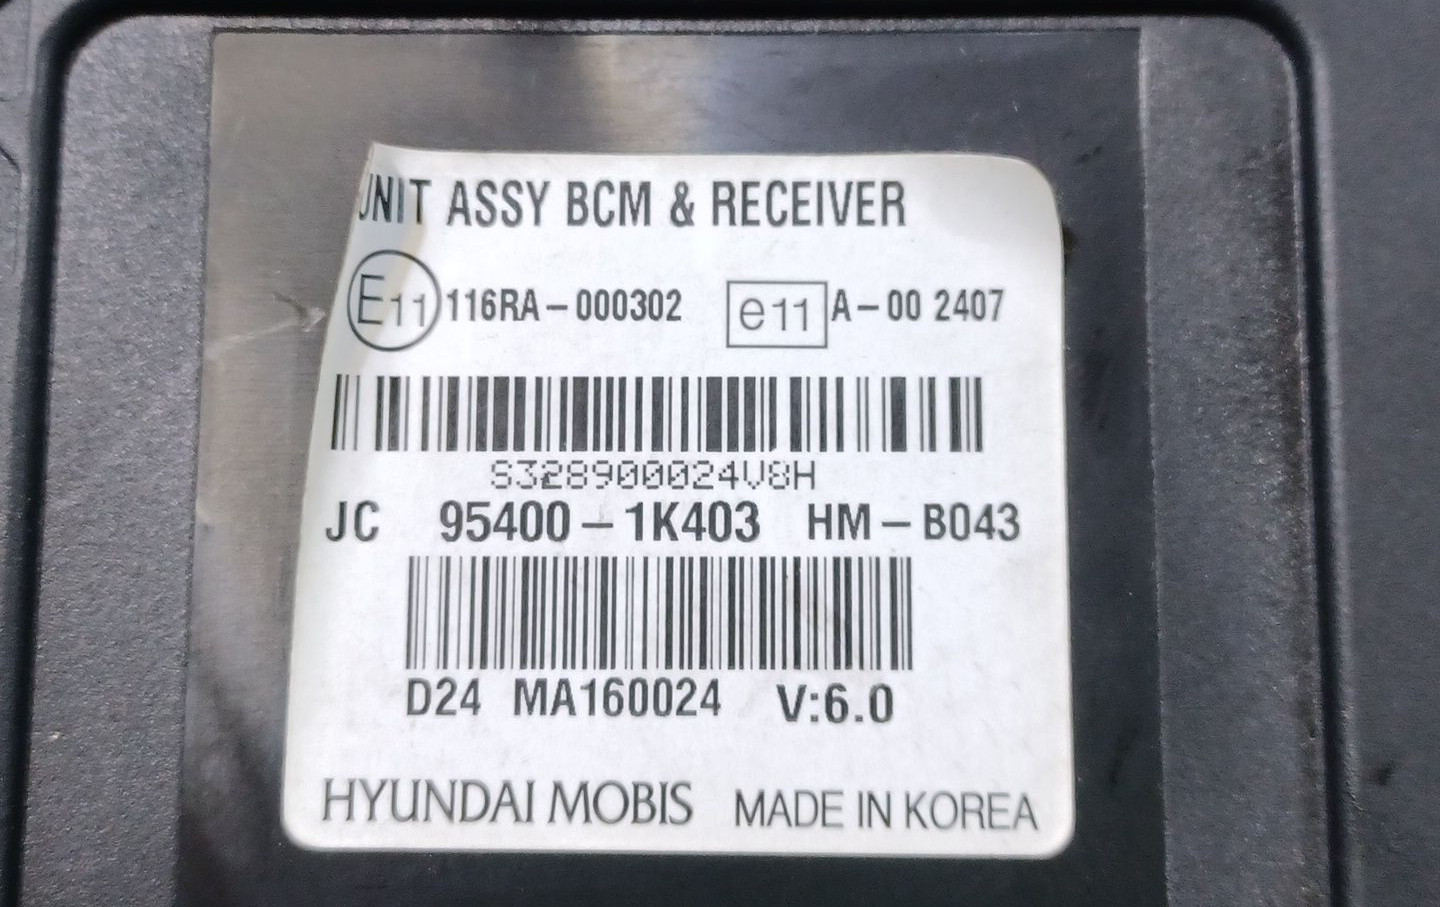 UNIT ASSY BCM & RECEIVER
E11 116RA-000302 e11 A-00 2407
S328900024V8H
JC 95400-1K403 HM-B043
D24 MA160024 V:6.0
HYUNDAI MOBIS MADE IN KOREA